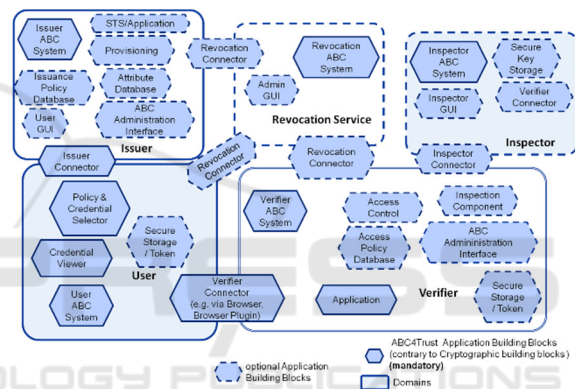 Issuer
ABC
System
STS/Application
Provisioning
Issuance
Policy
Database
Attribute
Database
User
GUI
ABC
Administration
Interface
Issuer
Revocation
Connector
Revocation
ABC
System
Admin
GUI
Revocation Service
Inspector
ABC
System
Secure
Key
Storage
Inspector
GUI
Verifier
Connector
Inspector
Issuer
Connector
Revocation
Connector
Revocation
Connector
Inspector
Connector
Policy &
Credential
Selector
Secure
Storage
/ Token
Credential
Viewer
User
User
ABC
System
Verifier
Connector
(e.g. via Browser,
Browser Plugin)
Verifier
ABC
System
Access
Control
Inspection
Component
Access
Policy
Database
ABC
Admininistration
Interface
Application
Verifier
Secure
Storage
/ Token
optional Application
Building Blocks
ABC4Trust Application Building Blocks
(contrary to Cryptographic building blocks)
(mandatory)
Domains
PRESS
OLOGY PUBLICATIONS